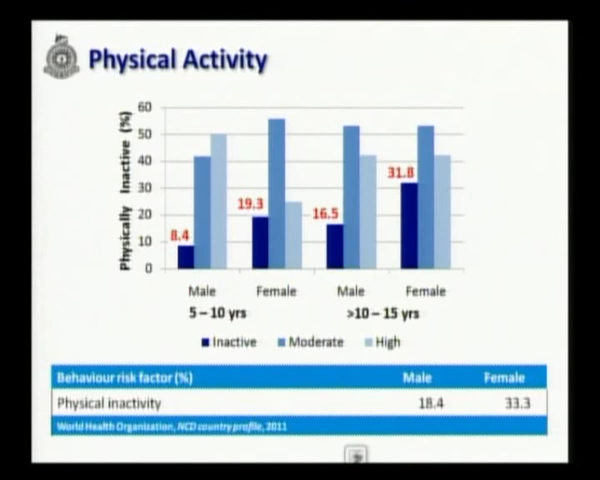 Physical Activity
Physically Inactive (%)
60
50
40
30
20
10
0
8.4
19.3
16.5
31.8
Male Female Male Female
5 – 10 yrs >10 – 15 yrs
Inactive Moderate High
Behaviour risk factor (%) Male Female
Physical inactivity 18.4 33.3
World Health Organization, NCD country profile, 2011